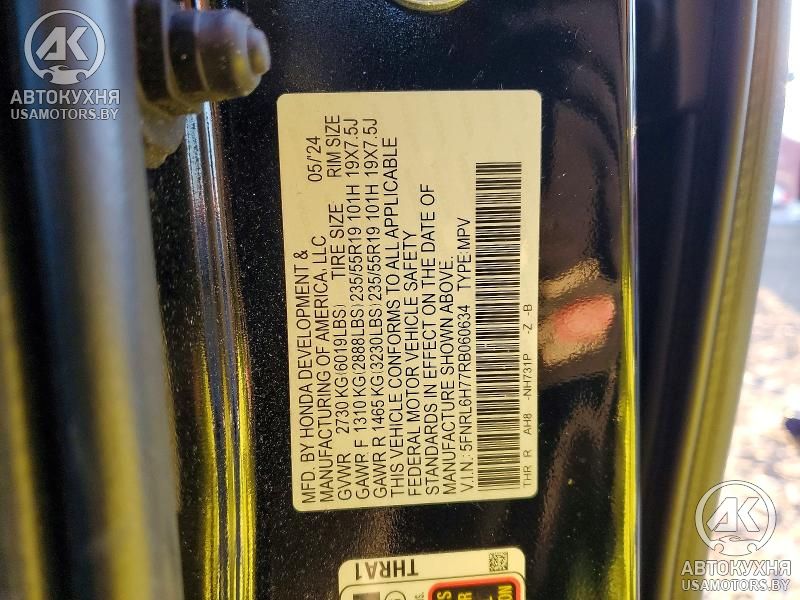 AK
АВТОКУХНЯ
USAMOTORS.BY
MFD. BY HONDA DEVELOPMENT &
MANUFACTURING OF AMERICA, LLC 05/'24
GVWR 2730 KG(6019LBS) TIRE SIZE RIM SIZE
GAWR F 1310 KG(2888LBS) 235/55R19 101H 19X7.5J
GAWR R 1465 KG(3230LBS) 235/55R19 101H 19X7.5J
THIS VEHICLE CONFORMS TO ALL APPLICABLE
FEDERAL MOTOR VEHICLE SAFETY
STANDARDS IN EFFECT ON THE DATE OF
MANUFACTURE SHOWN ABOVE.
V.I.N.: 5FNRL6H77RB060634 TYPE:MPV
THR R AH8 -NH731P -Z -B
THRA1
AK
АВТОКУХНЯ
USAMOTORS.BY